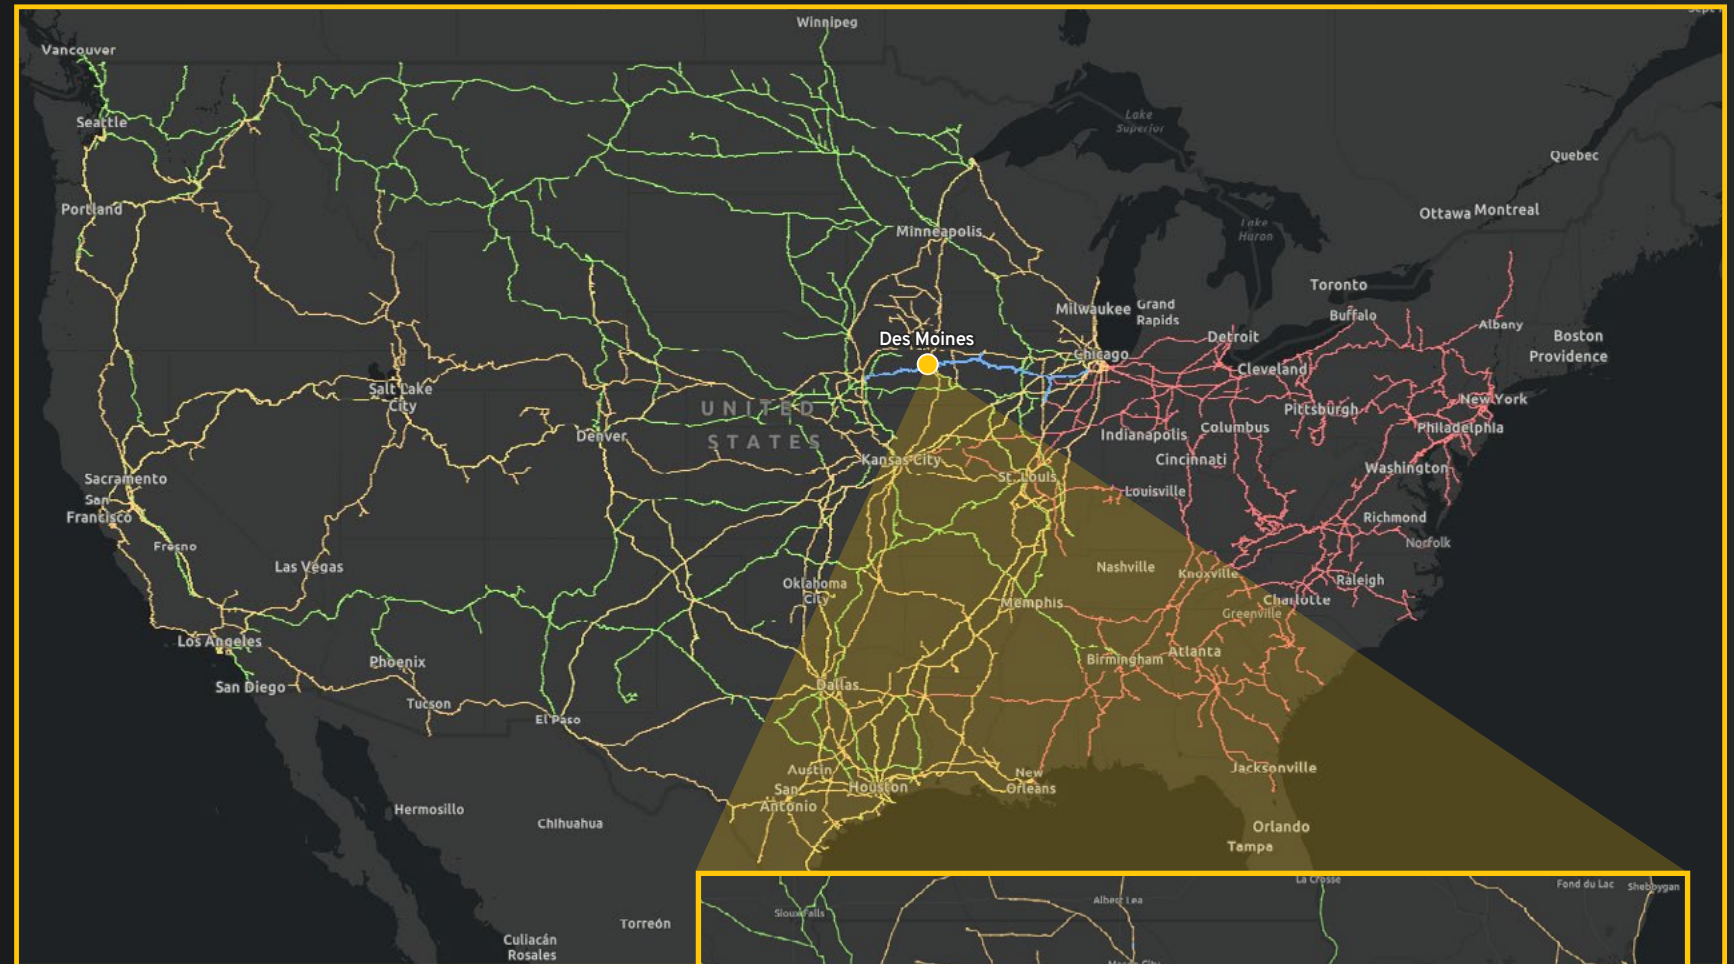 Winnipeg
Vancouver
Lake
Superior
Seattle
Quebec
Portland
Ottawa
Montreal
Minneapolis
Lake
Huron
Toronto
Milwaukee
Grand
Rapids
Buffalo
Albany
Boston
Providence
Detroit
Des Moines
Chicago
Cleveland
Salt Lake
City
UNITED
STATES
New York
Pittsburgh
Philadelphia
Denver
Indianapolis
Columbus
Kansas City
Cincinnati
Washington
Sacramento
San
Francisco
St. Louis
Louisville
Richmond
Norfolk
Fresno
Las Vegas
Nashville
Knoxville
Raleigh
Oklahoma
City
Memphis
Charlotte
Greenville
Los Angeles
Phoenix
Birmingham
Atlanta
San Diego
Dallas
Tucson
El Paso
Austin
New
Orleans
Jacksonville
San
Antonio
Houston
Hermosillo
Chihuahua
Orlando
Tampa
Torreón
Culiacán
Rosales
La Crosse
Fond du Lac
Sheboygan
Albert Lea
Sioux Falls